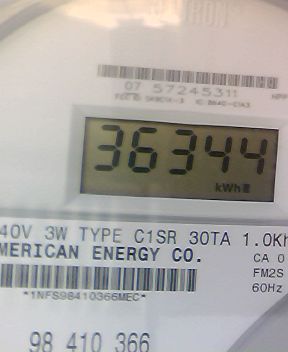 07 57245311
36344
kWh
40V 3W TYPE C1SR 30TA 1.0Kh
MERICAN ENERGY CO.
CA 0
FM2S
60Hz
*1NFS98410366MEC*
98 410 366